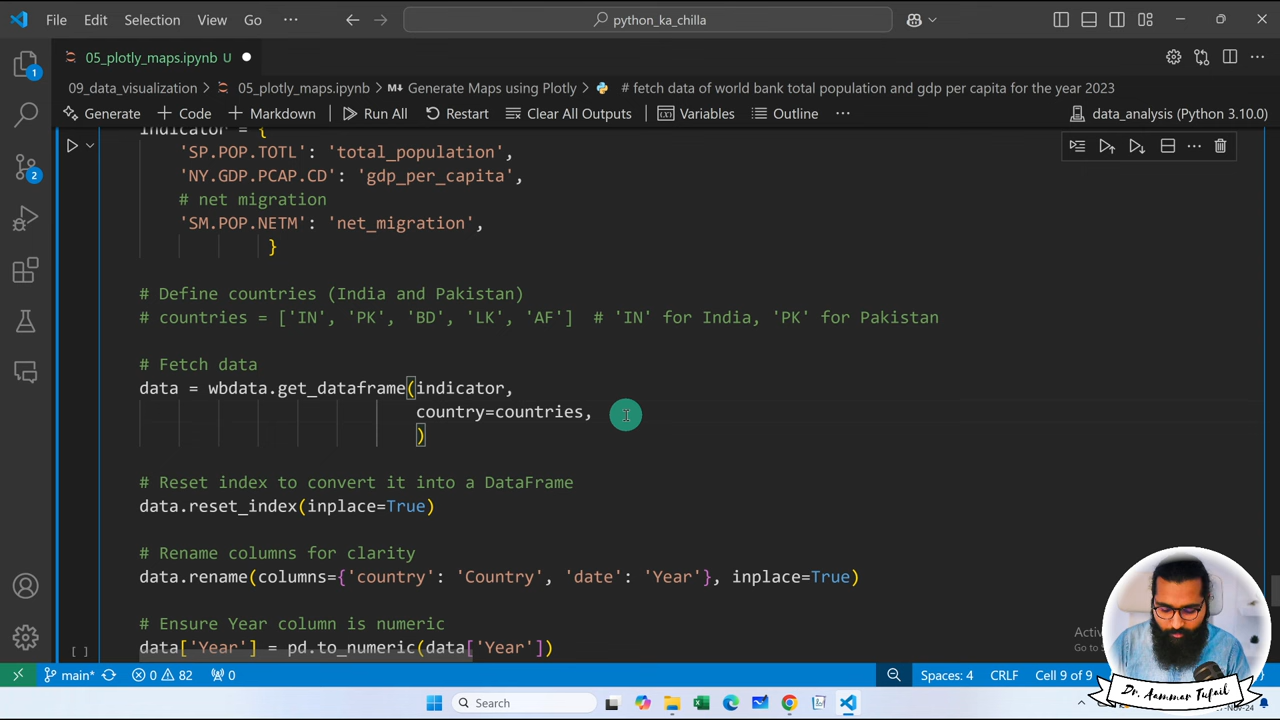 File Edit Selection View Go ··· python_ka_chilla
05_plotly_maps.ipynb U
09_data_visualization > 05_plotly_maps.ipynb > Generate Maps using Plotly > # fetch data of world bank total population and gdp per capita for the year 2023
Generate + Code + Markdown Run All Restart Clear All Outputs Variables Outline ··· data_analysis (Python 3.10.0)
indicator = {
'SP.POP.TOTL': 'total_population',
'NY.GDP.PCAP.CD': 'gdp_per_capita',
# net migration
'SM.POP.NETM': 'net_migration',
}
# Define countries (India and Pakistan)
# countries = ['IN', 'PK', 'BD', 'LK', 'AF'] # 'IN' for India, 'PK' for Pakistan
# Fetch data
data = wbdata.get_dataframe(indicator,
country=countries,
)
# Reset index to convert it into a DataFrame
data.reset_index(inplace=True)
# Rename columns for clarity
data.rename(columns={'country': 'Country', 'date': 'Year'}, inplace=True)
# Ensure Year column is numeric
data['Year'] = pd.to_numeric(data['Year'])
[ ]
1
2
main* 0 82 0 Spaces: 4 CRLF Cell 9 of 9
Search
Dr. Aammar Tufail